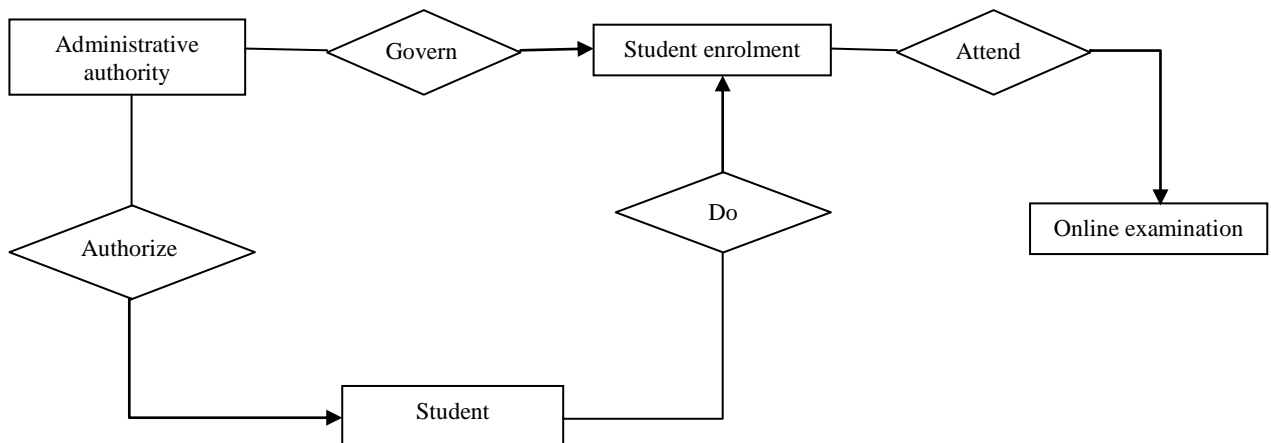 Administrative
authority
Govern
Student enrolment
Attend
Authorize
Do
Online examination
Student